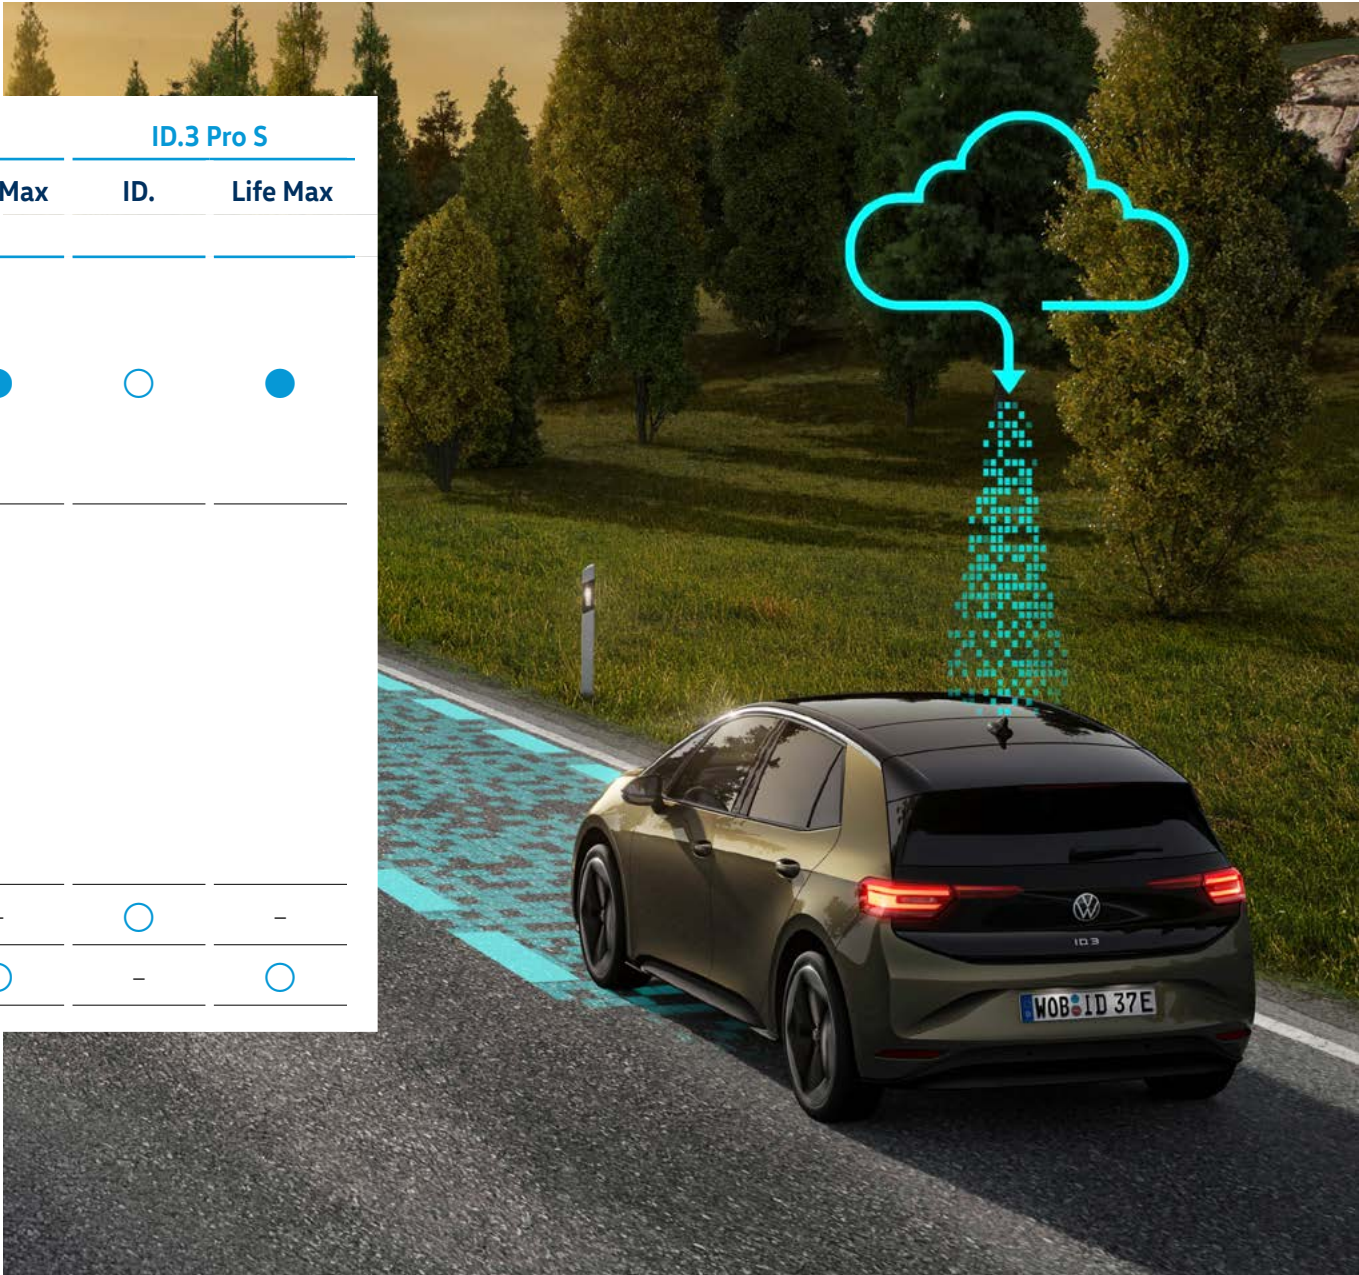 ID.3 Pro S
Max ID. Life Max
– ○ –
○ – ○
ID.3
WOB ID 37E